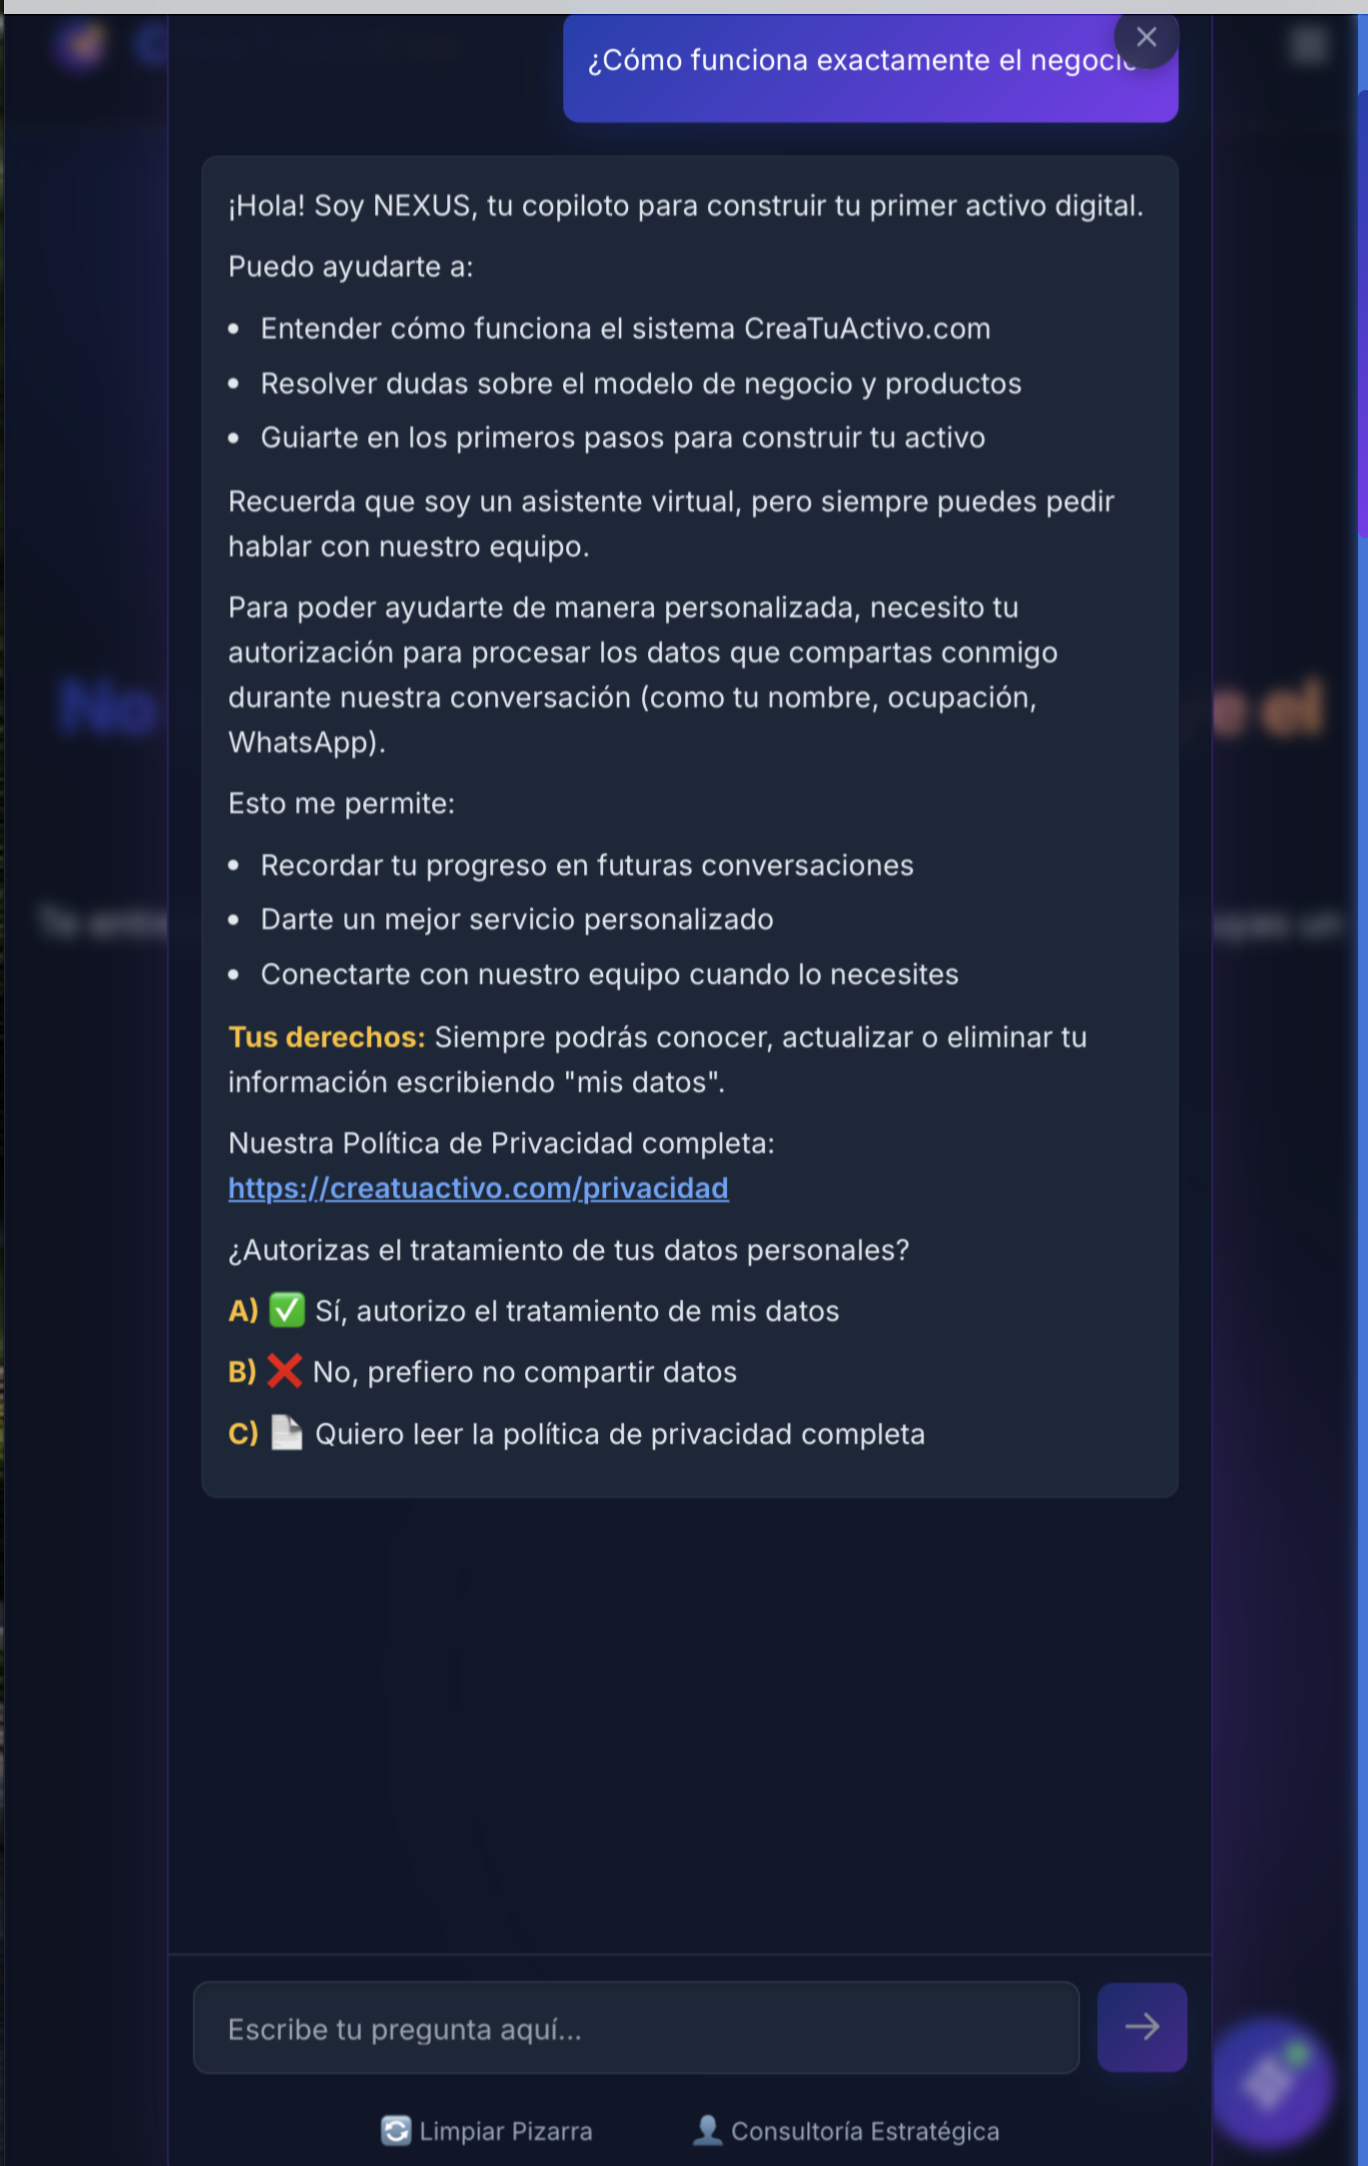 ¿Cómo funciona exactamente el negocio
¡Hola! Soy NEXUS, tu copiloto para construir tu primer activo digital.
Puedo ayudarte a:
• Entender cómo funciona el sistema CreaTuActivo.com
• Resolver dudas sobre el modelo de negocio y productos
• Guiarte en los primeros pasos para construir tu activo
Recuerda que soy un asistente virtual, pero siempre puedes pedir
hablar con nuestro equipo.
Para poder ayudarte de manera personalizada, necesito tu
autorización para procesar los datos que compartas conmigo
durante nuestra conversación (como tu nombre, ocupación,
WhatsApp).
Esto me permite:
• Recordar tu progreso en futuras conversaciones
• Darte un mejor servicio personalizado
• Conectarte con nuestro equipo cuando lo necesites
Tus derechos: Siempre podrás conocer, actualizar o eliminar tu
información escribiendo "mis datos".
Nuestra Política de Privacidad completa:
https://creatuactivo.com/privacidad
¿Autorizas el tratamiento de tus datos personales?
A) ✅ Sí, autorizo el tratamiento de mis datos
B) ❌ No, prefiero no compartir datos
C) 📄 Quiero leer la política de privacidad completa
No
e el
Escribe tu pregunta aquí...
Limpiar Pizarra
Consultoría Estratégica